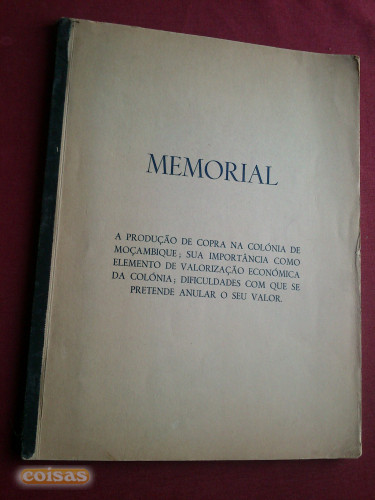 MEMORIAL
A PRODUÇÃO DE COPRA NA COLÓNIA DE
MOÇAMBIQUE; SUA IMPORTÂNCIA COMO
ELEMENTO DE VALORIZAÇÃO ECONÓMICA
DA COLÓNIA; DIFICULDADES COM QUE SE
PRETENDE ANULAR O SEU VALOR.
coisas